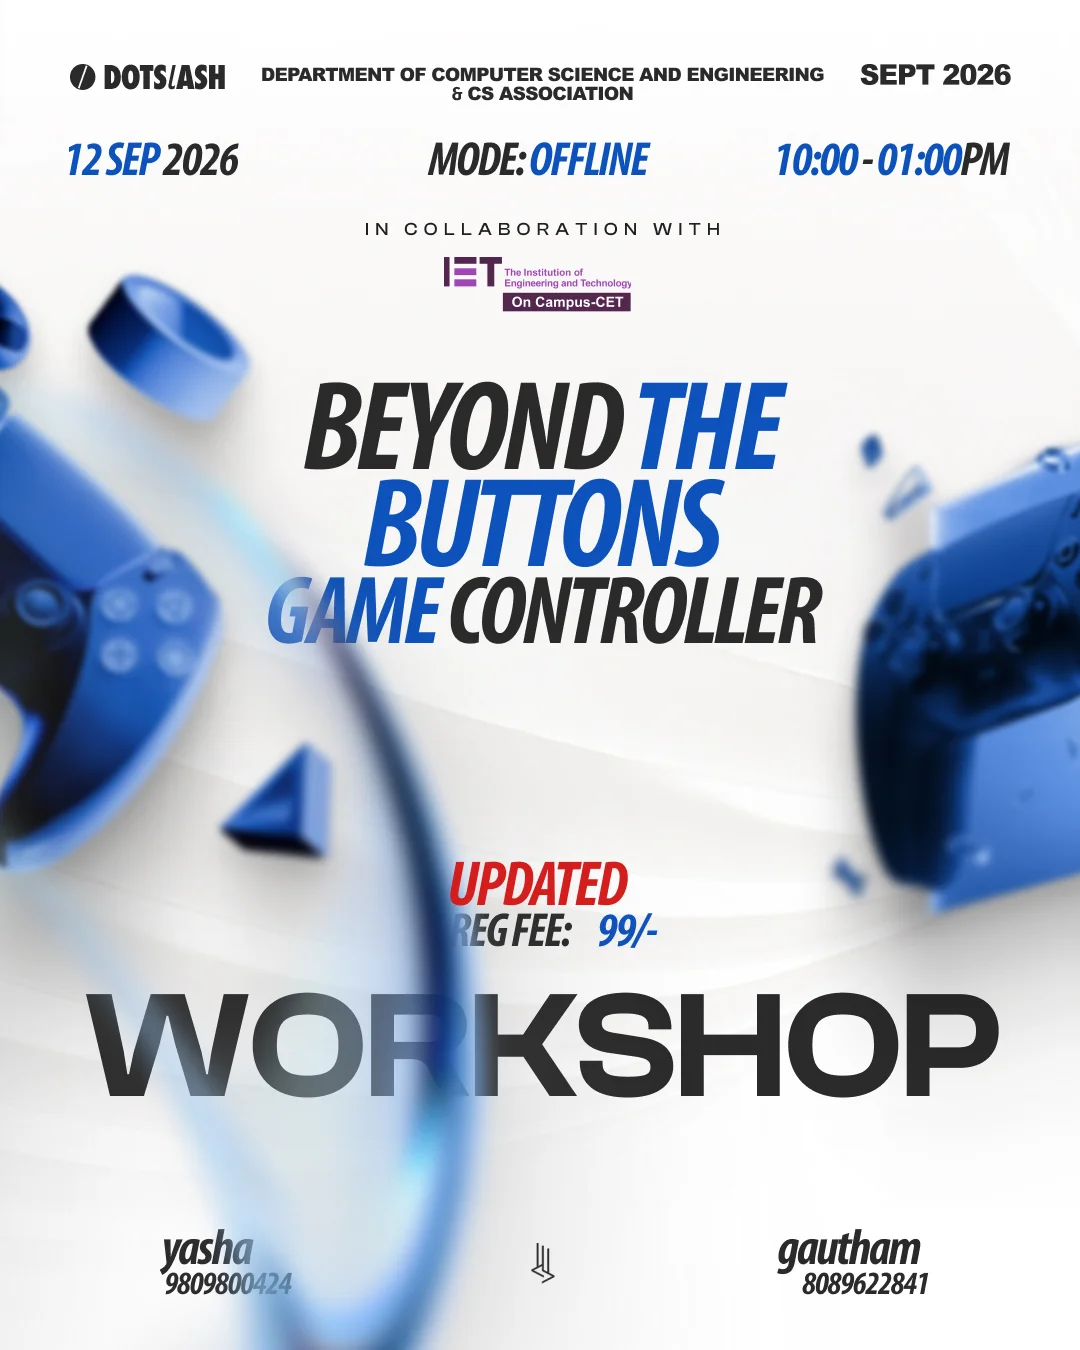 DOTS/ASH
DEPARTMENT OF COMPUTER SCIENCE AND ENGINEERING
& CS ASSOCIATION
SEPT 2026
12 SEP 2026
MODE: OFFLINE
10:00 - 01:00PM
IN COLLABORATION WITH
IET The Institution of
Engineering and Technology
On Campus-CET
BEYOND THE
BUTTONS
GAME CONTROLLER
UPDATED
REG FEE: 99/-
WORKSHOP
yasha
9809800424
gautham
8089622841